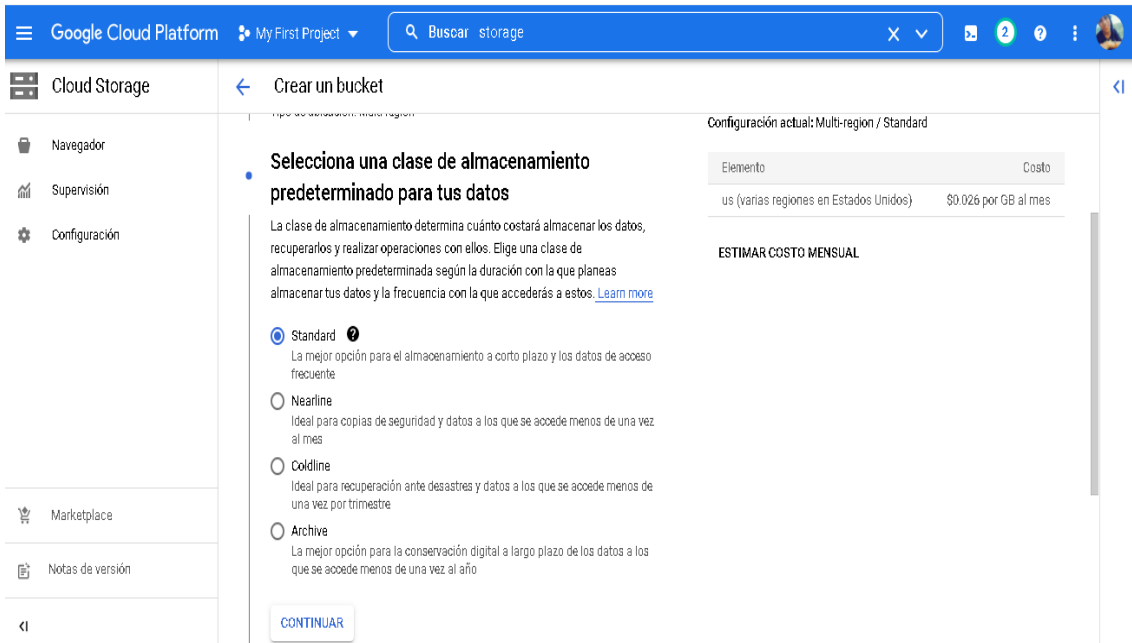 Google Cloud Platform
My First Project
Buscar storage
2
Cloud Storage
Crear un bucket
Navegador
Supervisión
Configuración
Marketplace
Notas de versión
Tipo de ubicación: Multi-region
Selecciona una clase de almacenamiento
predeterminado para tus datos
La clase de almacenamiento determina cuánto costará almacenar los datos,
recuperarlos y realizar operaciones con ellos. Elige una clase de
almacenamiento predeterminada según la duración con la que planeas
almacenar tus datos y la frecuencia con la que accederás a estos. Learn more
Standard
La mejor opción para el almacenamiento a corto plazo y los datos de acceso
frecuente
Nearline
Ideal para copias de seguridad y datos a los que se accede menos de una vez
al mes
Coldline
Ideal para recuperación ante desastres y datos a los que se accede menos de
una vez por trimestre
Archive
La mejor opción para la conservación digital a largo plazo de los datos a los
que se accede menos de una vez al año
CONTINUAR
Configuración actual: Multi-region / Standard
Elemento Costo
us (varias regiones en Estados Unidos) $0.026 por GB al mes
ESTIMAR COSTO MENSUAL